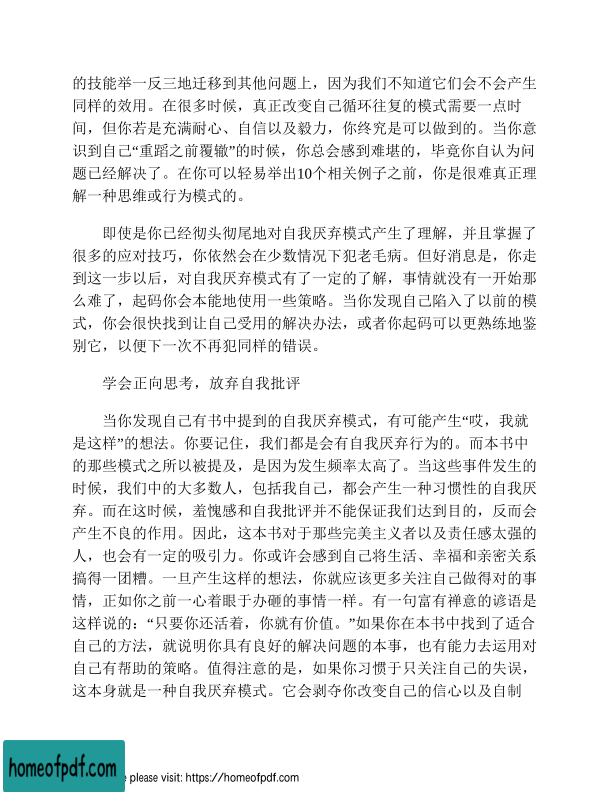 的技能举一反三地迁移到其他问题上，因为我们不知道它们会不会产生
同样的效用。在很多时候，真正改变自己循环往复的模式需要一点时
间，但你若是充满耐心、自信以及毅力，你终究是可以做到的。当你意
识到自己“重蹈之前覆辙”的时候，你总会感到难堪的，毕竟你自认为问
题已经解决了。在你可以轻易举出10个相关例子之前，你是很难真正理
解一种思维或行为模式的。
即使是你已经彻头彻尾地对自我厌弃模式产生了理解，并且掌握了
很多的应对技巧，你依然会在少数情况下犯老毛病。但好消息是，你走
到这一步以后，对自我厌弃模式有了一定的了解，事情就没有一开始那
么难了，起码你会本能地使用一些策略。当你发现自己陷入了以前的模
式，你会很快找到让自己受用的解决办法，或者你起码可以更熟练地鉴
别它，以便下一次不再犯同样的错误。
学会正向思考，放弃自我批评
当你发现自己有书中提到的自我厌弃模式，有可能产生“哎，我就
是这样”的想法。你要记住，我们都是会有自我厌弃行为的。而本书中
的那些模式之所以被提及，是因为发生频率太高了。当这些事件发生的
时候，我们中的大多数人，包括我自己，都会产生一种习惯性的自我厌
弃。而在这时候，羞愧感和自我批评并不能保证我们达到目的，反而会
产生不良的作用。因此，这本书对于那些完美主义者以及责任感太强的
人，也会有一定的吸引力。你或许会感到自己将生活、幸福和亲密关系
搞得一团糟。一旦产生这样的想法，你就应该更多关注自己做得对的事
情，正如你之前一心着眼于办砸的事情一样。有一句富有禅意的谚语是
这样说的：“只要你还活着，你就有价值。”如果你在本书中找到了适合
自己的方法，就说明你具有良好的解决问题的本事，也有能力去运用对
自己有帮助的策略。值得注意的是，如果你习惯于只关注自己的失误，
这本身就是一种自我厌弃模式。它会剥夺你改变自己的信心以及自制
homeofpdf.com
e please visit: https://homeofpdf.com